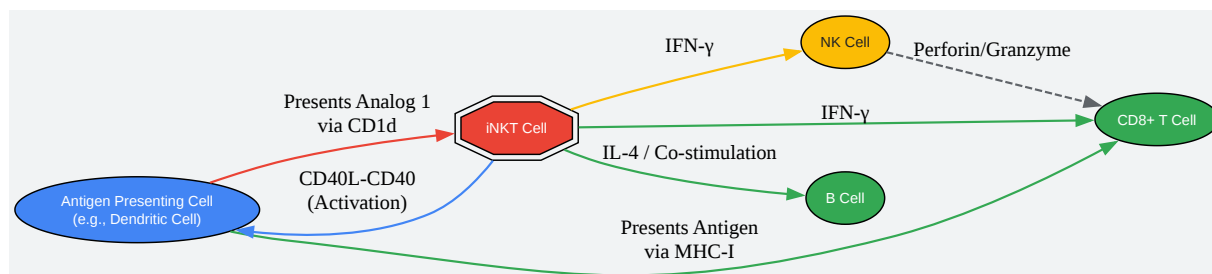 NK Cell
IFN-γ
Perforin/Granzyme
Presents Analog 1
via CD1d
iNKT Cell
IFN-γ
CD8+ T Cell
IL-4 / Co-stimulation
CD40L-CD40
(Activation)
Antigen Presenting Cell
(e.g., Dendritic Cell)
B Cell
Presents Antigen
via MHC-I